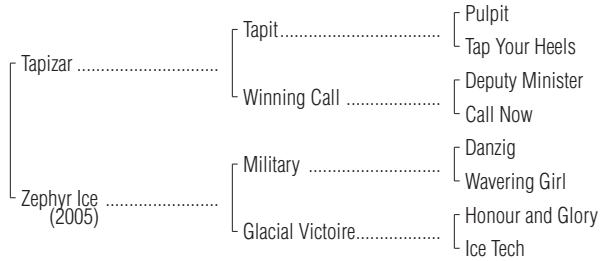 Pulpit
Tapit
Tap Your Heels
Tapizar
Deputy Minister
Winning Call
Call Now
Danzig
Military
Wavering Girl
Zephyr Ice
(2005)
Honour and Glory
Glacial Victoire
Ice Tech